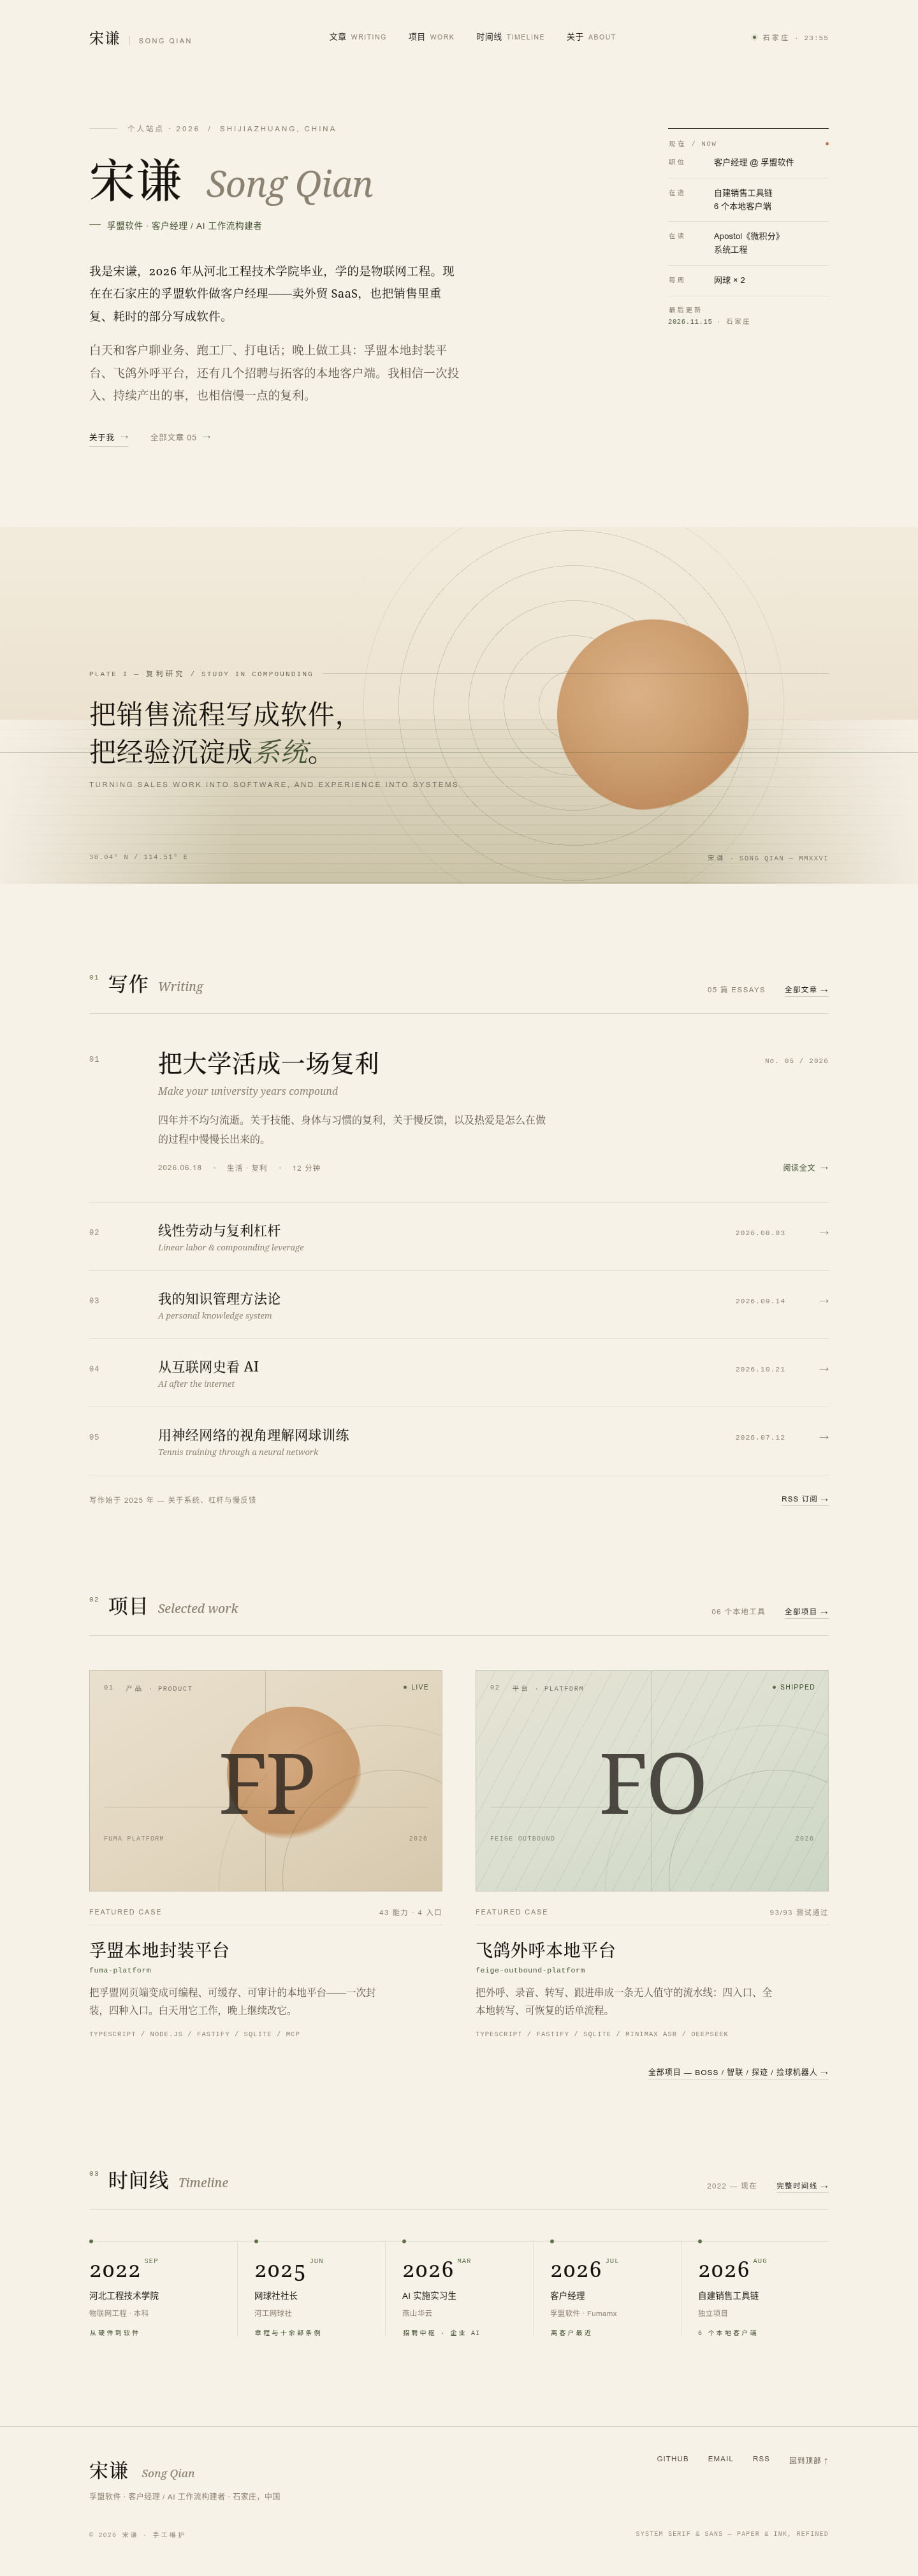 宋谦 SONG QIAN 文章 WRITING 项目 WORK 时间线 TIMELINE 关于 ABOUT 石家庄 · 23:55
个人站点 · 2026 / SHIJIAZHUANG, CHINA
宋谦 Song Qian
— 孚盟软件 · 客户经理 / AI 工作流构建者
我是宋谦，2026 年从河北工程技术学院毕业，学的是物联网工程。现
在在石家庄的孚盟软件做客户经理——卖外贸 SaaS，也把销售里重
复、耗时的部分写成软件。
白天和客户聊业务、跑工厂、打电话；晚上做工具：孚盟本地封装平
台、飞鸽外呼平台，还有几个招聘与拓客的本地客户端。我相信一次投
入、持续产出的事，也相信慢一点的复利。
关于我 → 全部文章 05 →
现在 / NOW
职位 客户经理 @ 孚盟软件
在造 自建销售工具链
6 个本地客户端
在读 Apostol《微积分》
系统工程
每周 网球 × 2
最后更新
2026.11.15 · 石家庄
PLATE I — 复利研究 / STUDY IN COMPOUNDING
把销售流程写成软件，
把经验沉淀成系统。
TURNING SALES WORK INTO SOFTWARE, AND EXPERIENCE INTO SYSTEMS
38.04° N / 114.51° E
宋谦 · SONG QIAN — MMXXVI
01 写作 Writing 05 篇 ESSAYS 全部文章 →
01 把大学活成一场复利 No. 05 / 2026
Make your university years compound
四年并不均匀流逝。关于技能、身体与习惯的复利，关于慢反馈，以及热爱是怎么在做
的过程中慢慢长出来的。
2026.06.18 · 生活 · 复利 · 12 分钟 阅读全文 →
02 线性劳动与复利杠杆 2026.08.03 →
Linear labor & compounding leverage
03 我的知识管理方法论 2026.09.14 →
A personal knowledge system
04 从互联网史看 AI 2026.10.21 →
AI after the internet
05 用神经网络的视角理解网球训练 2026.07.12 →
Tennis training through a neural network
写作始于 2025 年 — 关于系统、杠杆与慢反馈 RSS 订阅 →
02 项目 Selected work 06 个本地工具 全部项目 →
01 产品 · PRODUCT LIVE
FP
FUMA PLATFORM 2026
FEATURED CASE 43 能力 · 4 入口
孚盟本地封装平台
fuma-platform
把孚盟网页端变成可编程、可缓存、可审计的本地平台——一次封
装，四种入口。白天用它工作，晚上继续改它。
TYPESCRIPT / NODE.JS / FASTIFY / SQLITE / MCP
02 平台 · PLATFORM SHIPPED
FO
FEIGE OUTBOUND 2026
FEATURED CASE 93/93 测试通过
飞鸽外呼本地平台
feige-outbound-platform
把外呼、录音、转写、跟进串成一条无人值守的流水线：四入口、全
本地转写、可恢复的话单流程。
TYPESCRIPT / FASTIFY / SQLITE / MINIMAX ASR / DEEPSEEK
全部项目 — BOSS / 智联 / 探迹 / 捡球机器人 →
03 时间线 Timeline 2022 — 现在 完整时间线 →
2022 SEP
河北工程技术学院
物联网工程 · 本科
从硬件到软件
2025 JUN
网球社社长
河工网球社
章程与十余部条例
2026 MAR
AI 实施实习生
燕山华云
招聘中枢 · 企业 AI
2026 JUL
客户经理
孚盟软件 · Fumamx
离客户最近
2026 AUG
自建销售工具链
独立项目
6 个本地客户端
宋谦 Song Qian GITHUB EMAIL RSS 回到顶部 ↑
孚盟软件 · 客户经理 / AI 工作流构建者 · 石家庄，中国
© 2026 宋谦 · 手工维护 SYSTEM SERIF & SANS — PAPER & INK, REFINED